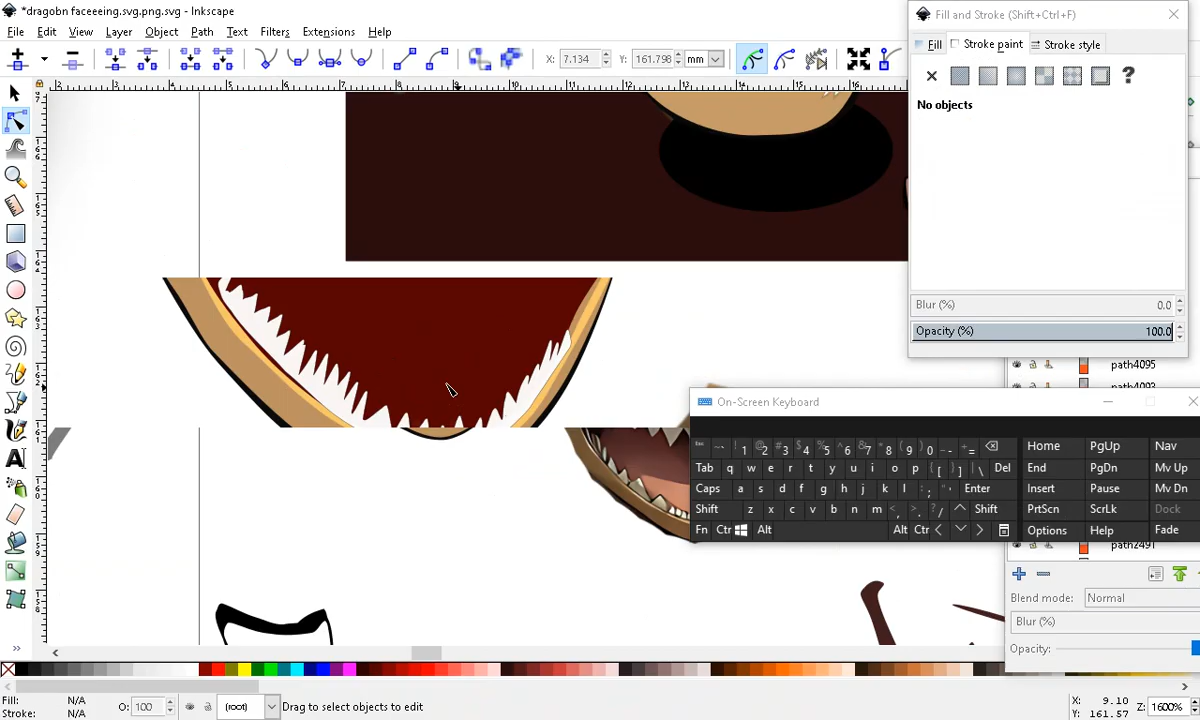 *dragobn faceeeing.svg.png.svg - Inkscape
File Edit View Layer Object Path Text Filters Extensions Help
X: 7.134 Y: 161.798 mm
Fill and Stroke (Shift+Ctrl+F)
Fill Stroke paint Stroke style
?
No objects
Blur (%) 0.0
Opacity (%) 100.0
path4095
path4093
On-Screen Keyboard
Home PgUp Nav
Tab q w e r t y u i o p { [ } ] | \ Del End PgDn Mv Up
Caps a s d f g h j k l : ; " ' Enter Insert Pause Mv Dn
Shift z x c v b n m < , > . ? / Shift PrtScn ScrLk Dock
Fn Ctr Alt Alt Ctr Options Help Fade
path2491
Blend mode: Normal
Blur (%)
Opacity:
Fill: N/A
Stroke: N/A
O: 100
(root)
Drag to select objects to edit
X: 9.10
Y: 161.57
Z: 1600%